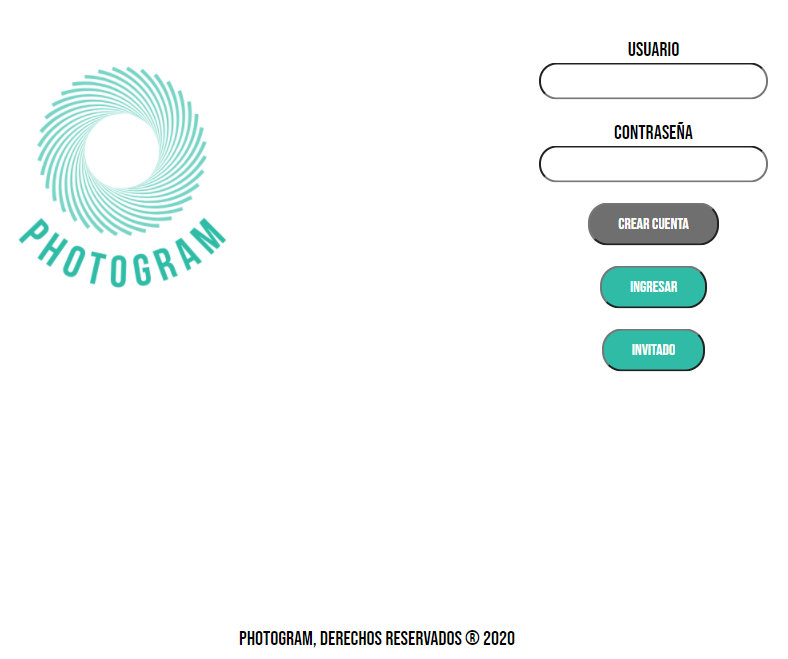 PHOTOGRAM
USUARIO
CONTRASEÑA
CREAR CUENTA
INGRESAR
INVITADO
PHOTOGRAM, DERECHOS RESERVADOS ® 2020